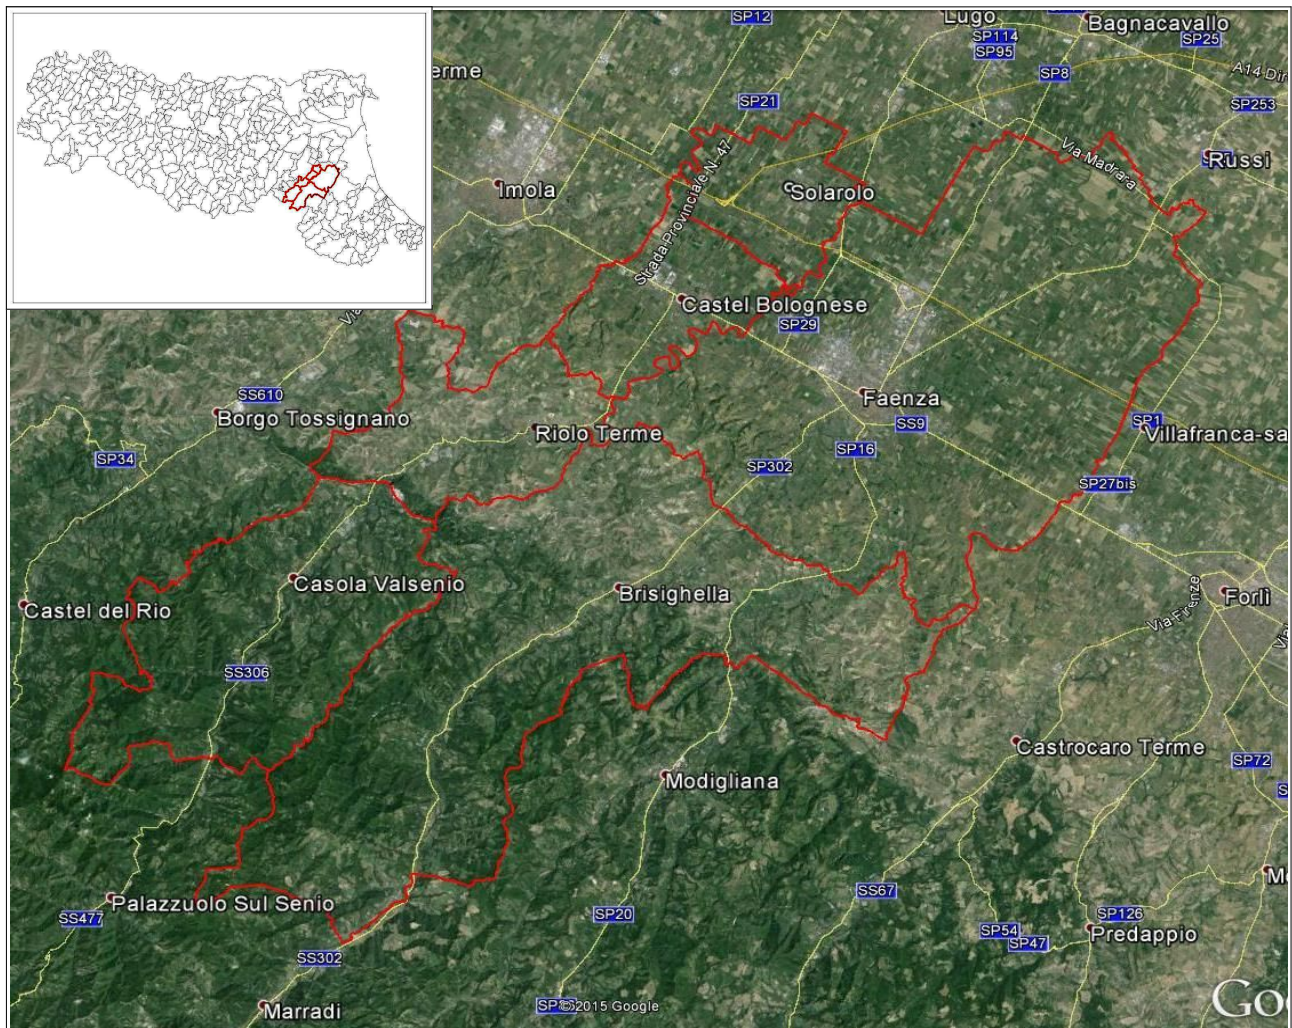 SP12
Lugo
Bagnacavallo
SP114
SP25
SP95
erme
SP8
A14 Dir
SP21
SP253
Via Madrara
Russi
Strada Provinciale N. 47
Imola
Solarolo
Castel Bolognese
SP29
Via
SS610
Borgo Tossignano
Faenza
SS9
SP1
Riolo Terme
Villafranca-sa
SP34
SP302
SP16
SP27bis
Casola Valsenio
Brisighella
Forlì
Castel del Rio
Via Firenze
Via
SS306
Castrocaro Terme
SP72
Modigliana
S
M
SS67
Palazzuolo Sul Senio
SS477
SP20
SP126
SP54
SP47
Predappio
SS302
Marradi
©2015 Google
Goo